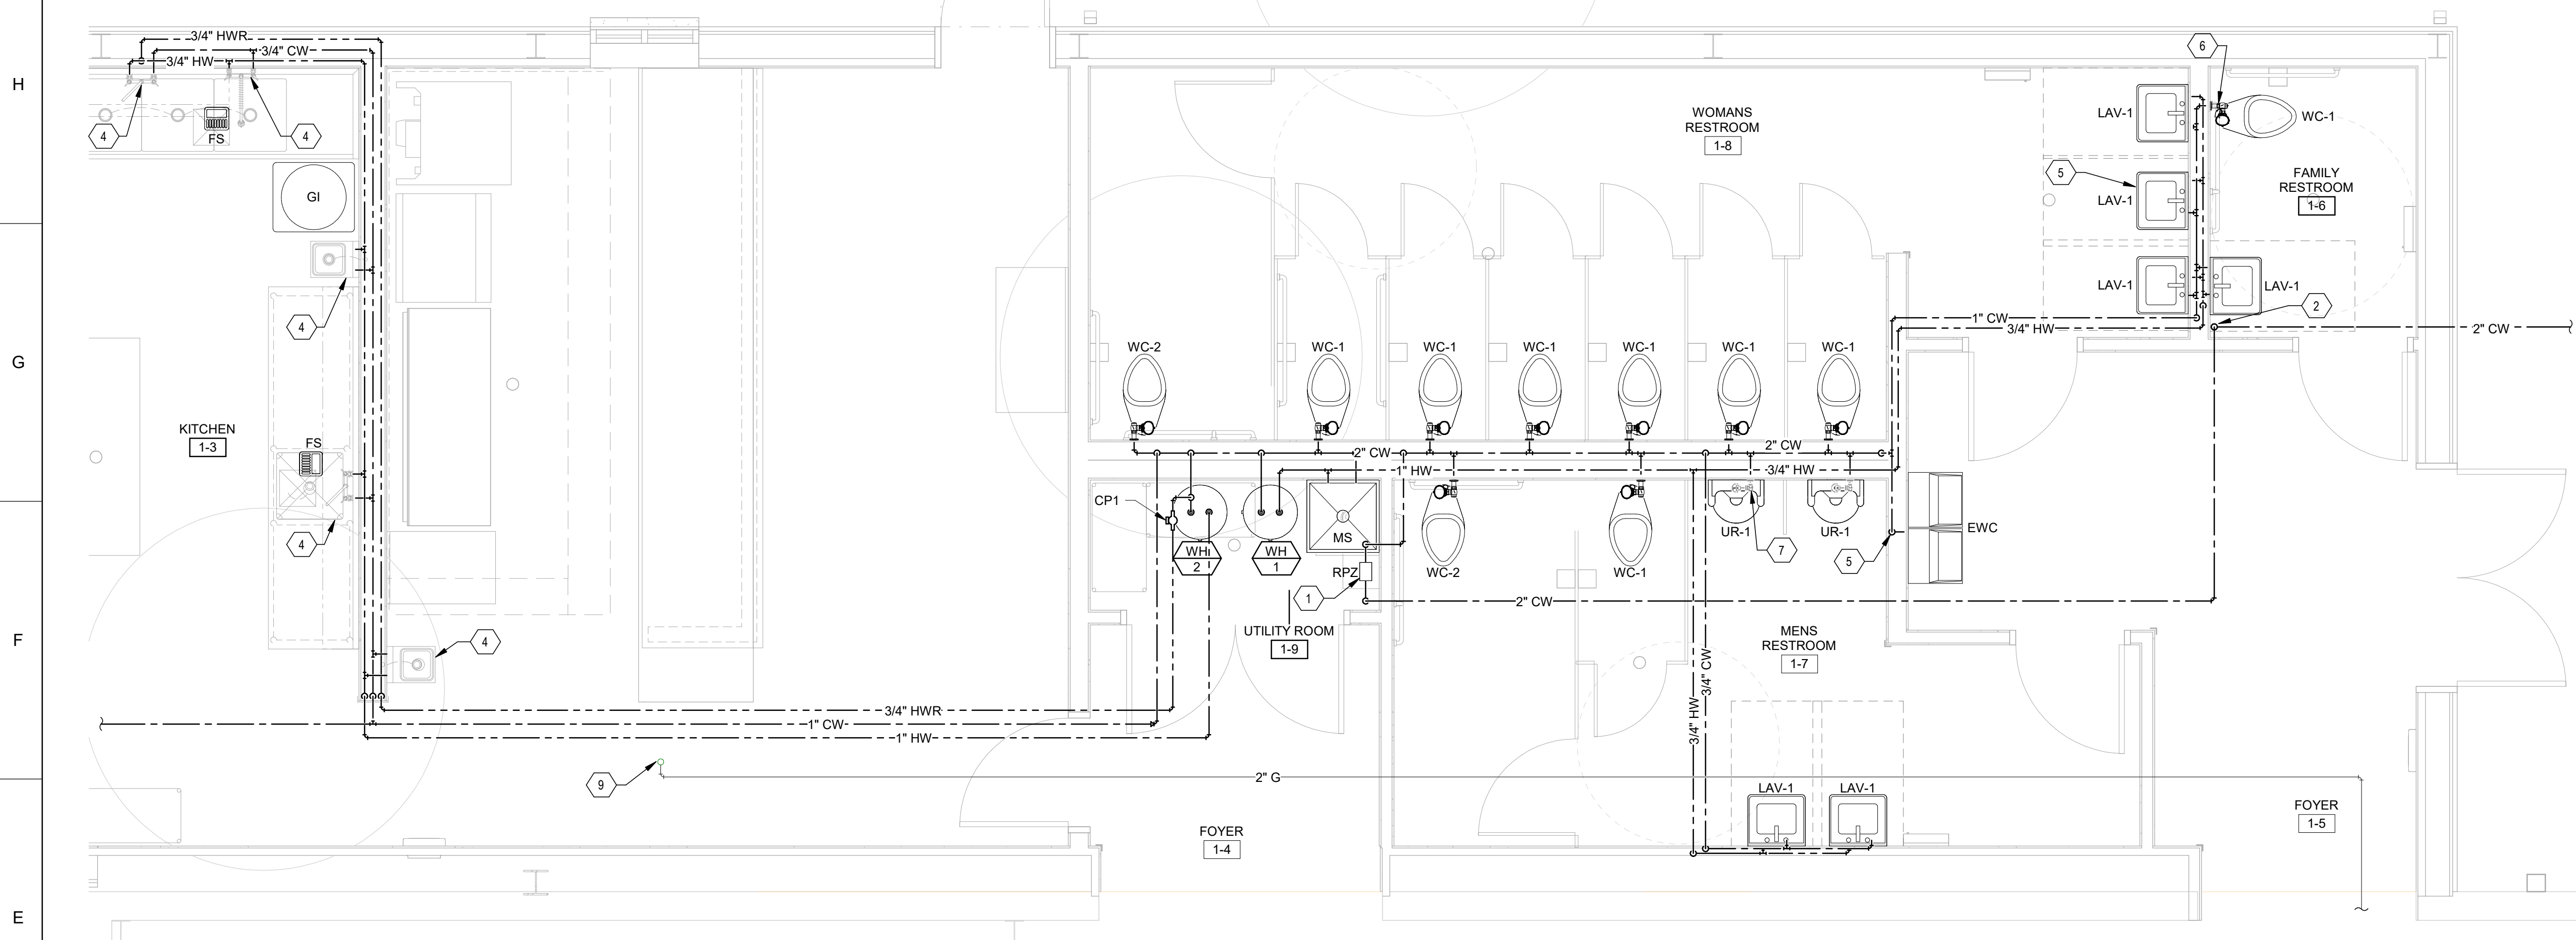 H
G
F
E
3/4" HWR
3/4" CW
3/4" HW
4
FS
4
GI
4
KITCHEN
1-3
FS
4
4
WOMANS
RESTROOM
1-8
6
LAV-1
WC-1
5
LAV-1
FAMILY
RESTROOM
1-6
LAV-1
LAV-1
2
1" CW
3/4" HW
2" CW
WC-2
WC-1
WC-1
WC-1
WC-1
WC-1
WC-1
2" CW
2" CW
1" HW
3/4" HW
CP1
WH
2
WH
1
MS
RPZ
1
WC-2
WC-1
UR-1
7
UR-1
5
EWC
2" CW
UTILITY ROOM
1-9
MENS
RESTROOM
1-7
3/4" HW
3/4" CW
3/4" HWR
1" CW
1" HW
9
2" G
LAV-1
LAV-1
FOYER
1-4
FOYER
1-5